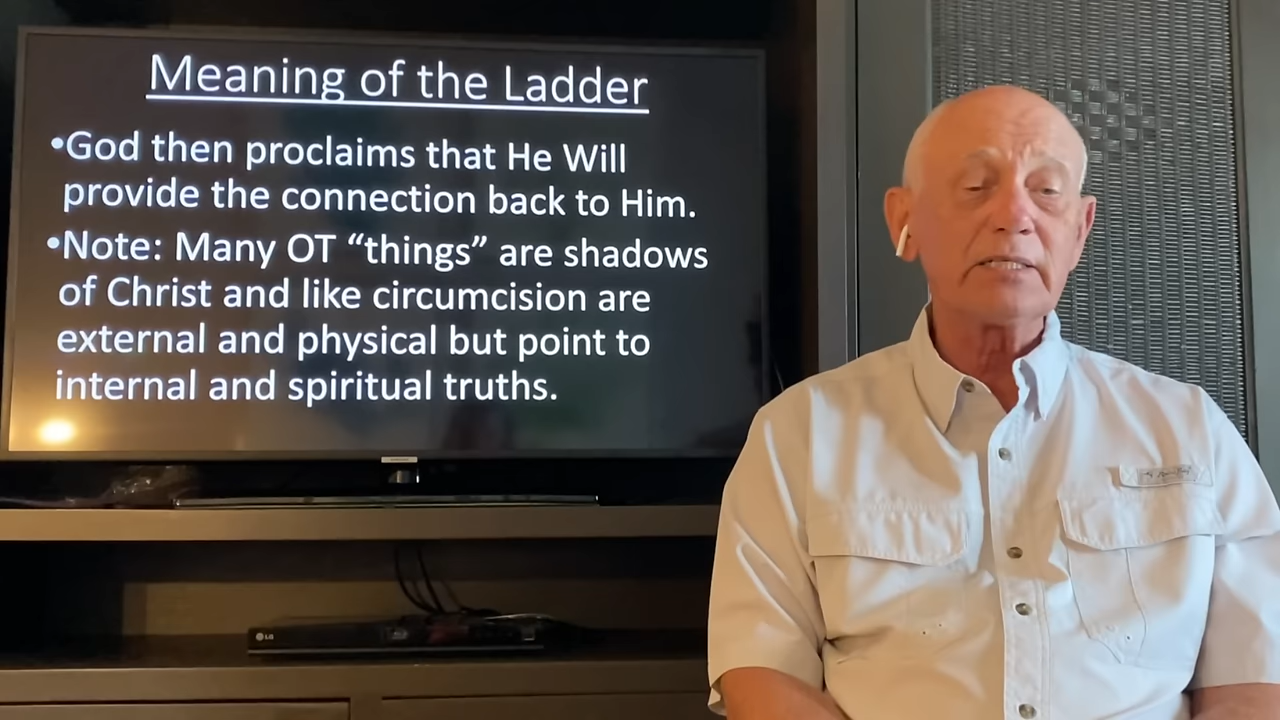 Meaning of the Ladder
•God then proclaims that He Will
provide the connection back to Him.
•Note: Many OT “things” are shadows
of Christ and like circumcision are
external and physical but point to
internal and spiritual truths.
LG